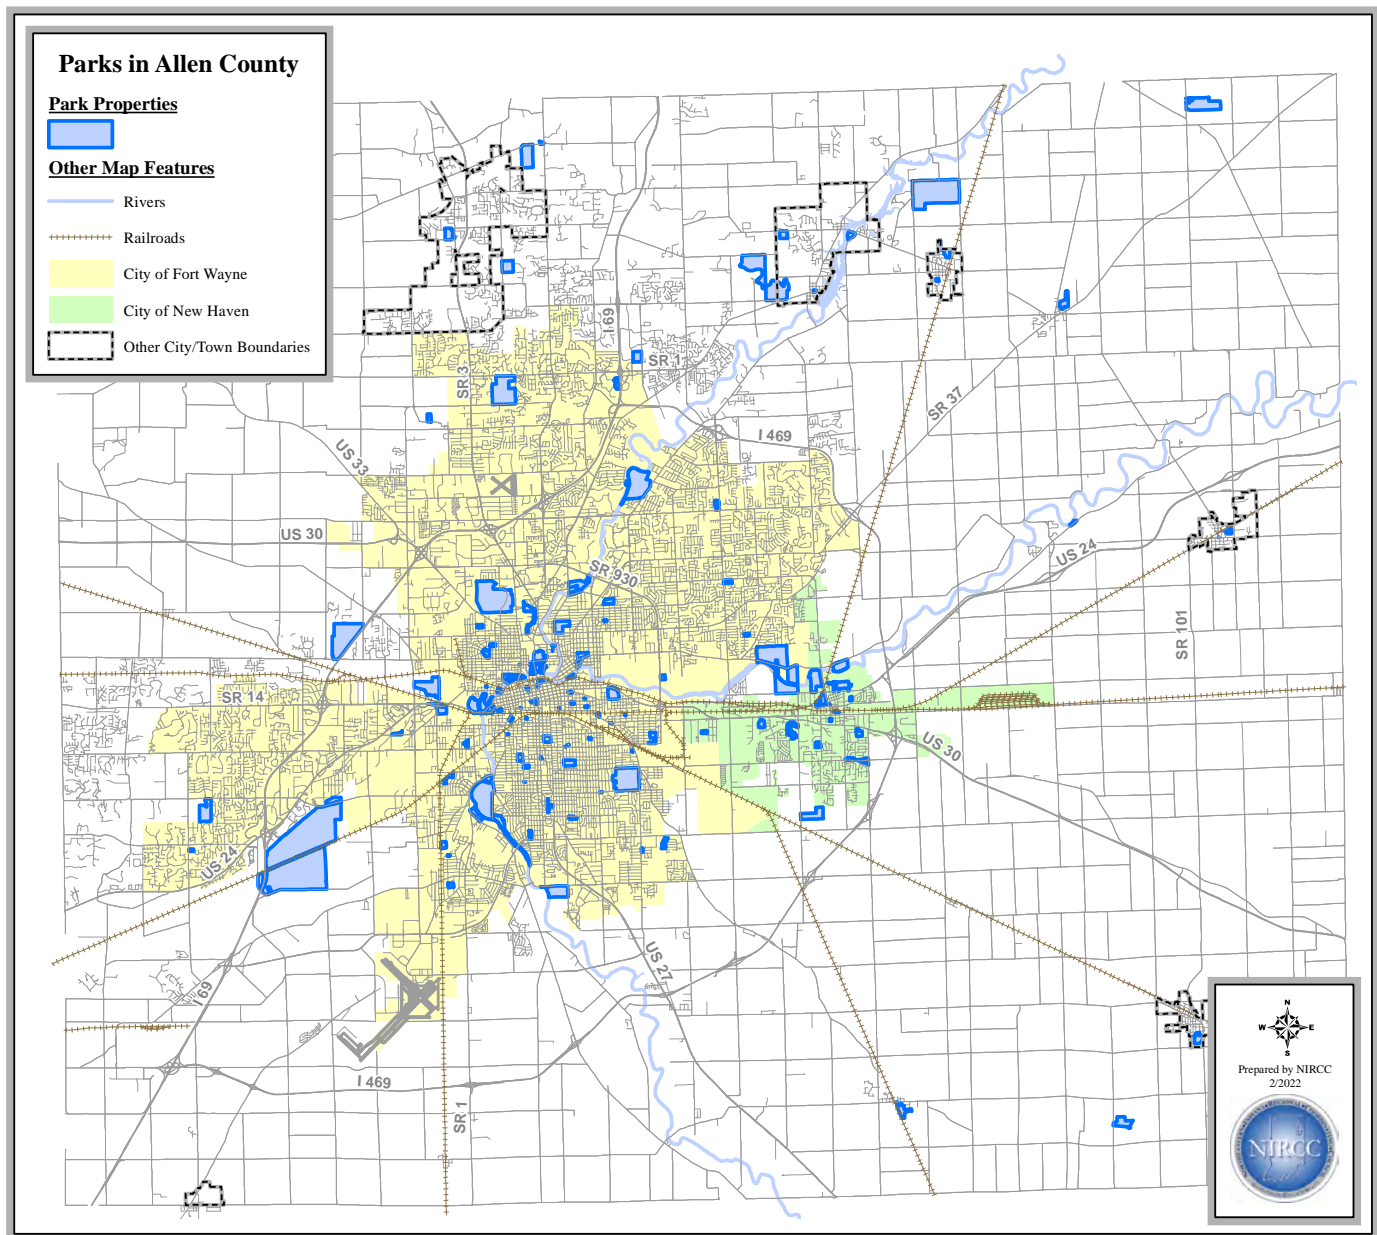 Parks in Allen County
Park Properties
Other Map Features
Rivers
Railroads
City of Fort Wayne
City of New Haven
Other City/Town Boundaries
I 69
SR 1
SR 3
SR 37
I 469
US 33
US 30
US 24
SR 930
SR 101
SR 14
US 30
US 24
US 27
I 69
I 469
SR 1
N
W E
S
Prepared by NIRCC
2/2022
NIRCC